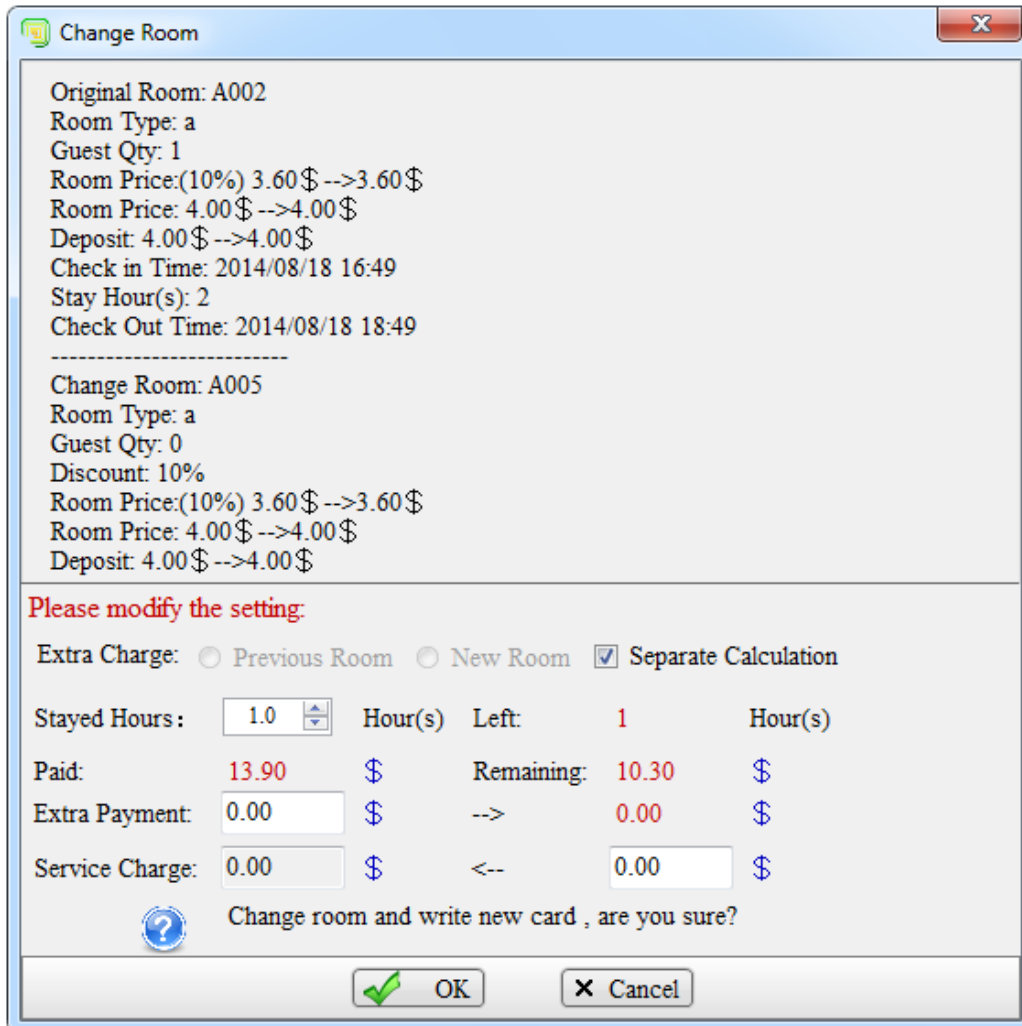 Change Room
Original Room: A002
Room Type: a
Guest Qty: 1
Room Price:(10%) 3.60$-->3.60$
Room Price: 4.00$-->4.00$
Deposit: 4.00$-->4.00$
Check in Time: 2014/08/18 16:49
Stay Hour(s): 2
Check Out Time: 2014/08/18 18:49
--------------------------
Change Room: A005
Room Type: a
Guest Qty: 0
Discount: 10%
Room Price:(10%) 3.60$-->3.60$
Room Price: 4.00$-->4.00$
Deposit: 4.00$-->4.00$
Please modify the setting:
Extra Charge: Previous Room New Room Separate Calculation
Stayed Hours: 1.0 Hour(s) Left: 1 Hour(s)
Paid: 13.90 $ Remaining: 10.30 $
Extra Payment: 0.00 $ --> 0.00 $
Service Charge: 0.00 $ <-- 0.00 $
Change room and write new card , are you sure?
OK Cancel